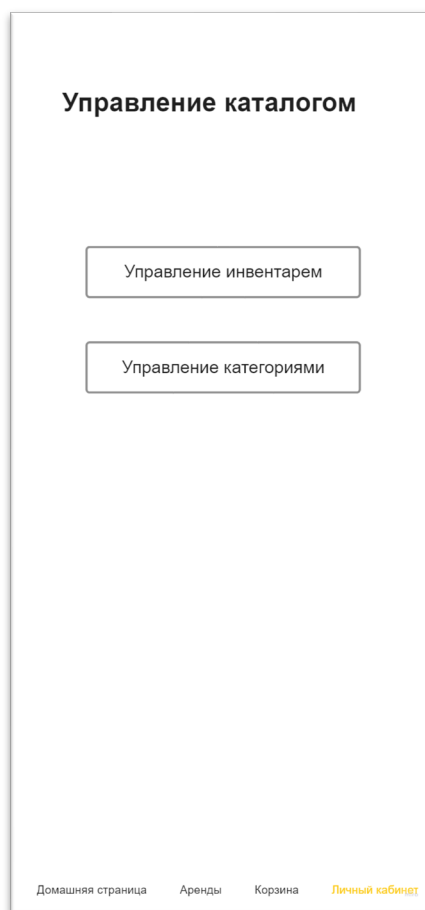 Управление каталогом
Управление инвентарем
Управление категориями
Домашняя страница Аренды Корзина Личный кабинет